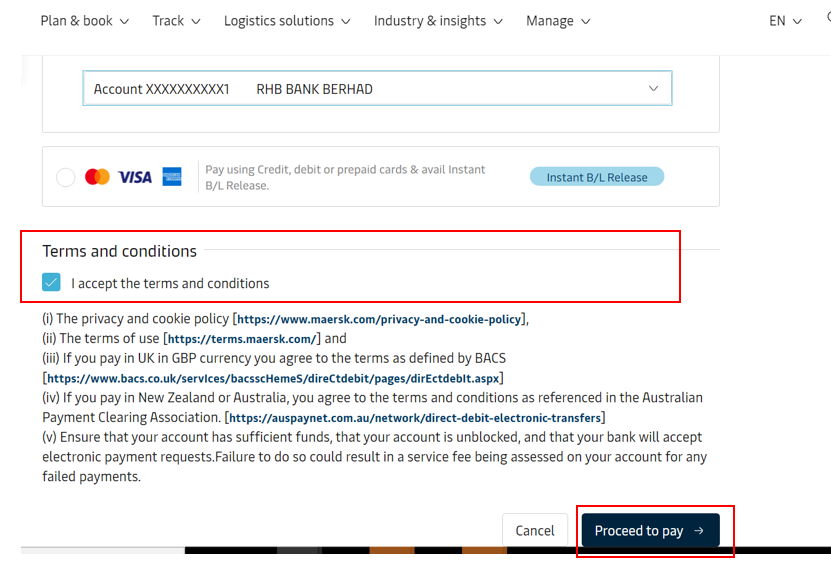 Plan & book Track Logistics solutions Industry & insights Manage EN
Account XXXXXXXXXX1 RHB BANK BERHAD
VISA
Pay using Credit, debit or prepaid cards & avail Instant
B/L Release.
Instant B/L Release
Terms and conditions
I accept the terms and conditions
(i) The privacy and cookie policy [https://www.maersk.com/privacy-and-cookie-policy],
(ii) The terms of use [https://terms.maersk.com/] and
(iii) If you pay in UK in GBP currency you agree to the terms as defined by BACS
[https://www.bacs.co.uk/servIces/bacsscHemeS/direCtdebit/pages/dirEctdebIt.aspx]
(iv) If you pay in New Zealand or Australia, you agree to the terms and conditions as referenced in the Australian
Payment Clearing Association. [https://auspaynet.com.au/network/direct-debit-electronic-transfers]
(v) Ensure that your account has sufficient funds, that your account is unblocked, and that your bank will accept
electronic payment requests.Failure to do so could result in a service fee being assessed on your account for any
failed payments.
Cancel Proceed to pay →